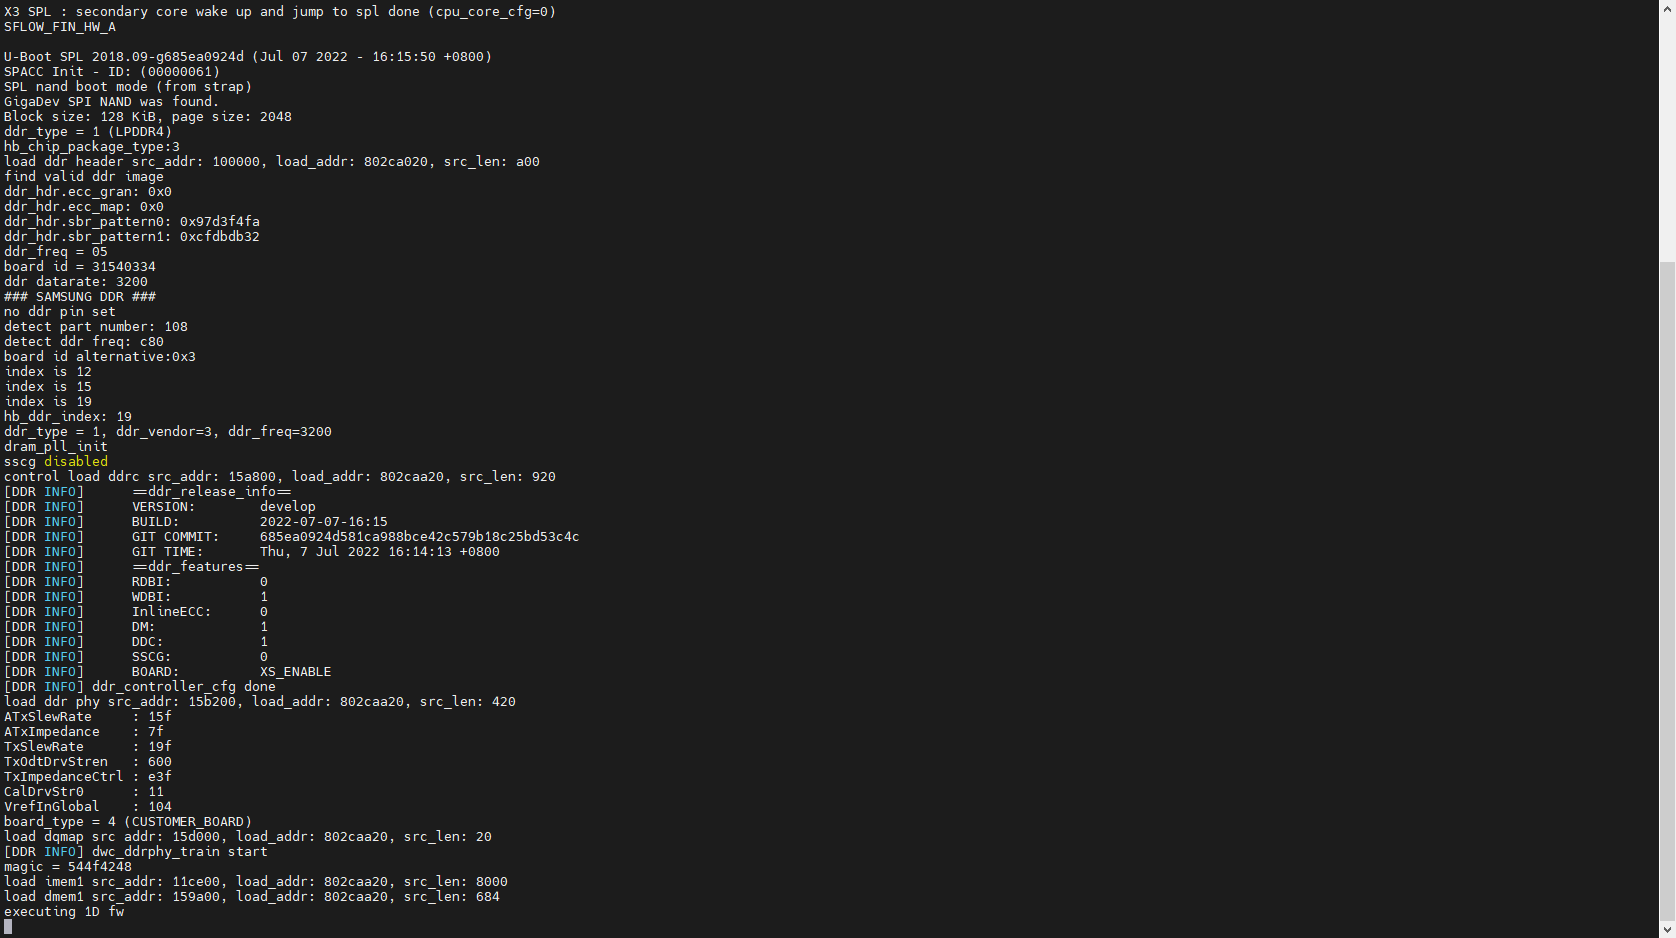 X3 SPL : secondary core wake up and jump to spl done (cpu_core_cfg=0)
SFLOW_FIN_HW_A
U-Boot SPL 2018.09-g685ea0924d (Jul 07 2022 - 16:15:50 +0800)
SPACC Init - ID: (00000061)
SPL nand boot mode (from strap)
GigaDev SPI NAND was found.
Block size: 128 KiB, page size: 2048
ddr_type = 1 (LPDDR4)
hb_chip_package_type:3
load ddr header src_addr: 100000, load_addr: 802ca020, src_len: a00
find valid ddr image
ddr_hdr.ecc_gran: 0x0
ddr_hdr.ecc_map: 0x0
ddr_hdr.sbr_pattern0: 0x97d3f4fa
ddr_hdr.sbr_pattern1: 0xcfdbdb32
ddr_freq = 05
board id = 31540334
ddr datarate: 3200
### SAMSUNG DDR ###
no ddr pin set
detect part number: 108
detect ddr freq: c80
board id alternative:0x3
index is 12
index is 15
index is 19
hb_ddr_index: 19
ddr_type = 1, ddr_vendor=3, ddr_freq=3200
dram_pll_init
sscg disabled
control load ddrc src_addr: 15a800, load_addr: 802caa20, src_len: 920
[DDR INFO] ==ddr_release_info==
[DDR INFO] VERSION: develop
[DDR INFO] BUILD: 2022-07-07-16:15
[DDR INFO] GIT COMMIT: 685ea0924d581ca988bce42c579b18c25bd53c4c
[DDR INFO] GIT TIME: Thu, 7 Jul 2022 16:14:13 +0800
[DDR INFO] ==ddr_features==
[DDR INFO] RDBI: 0
[DDR INFO] WDBI: 1
[DDR INFO] InlineECC: 0
[DDR INFO] DM: 1
[DDR INFO] DDC: 1
[DDR INFO] SSCG: 0
[DDR INFO] BOARD: XS_ENABLE
[DDR INFO] ddr_controller_cfg done
load ddr phy src_addr: 15b200, load_addr: 802caa20, src_len: 420
ATxSlewRate : 15f
ATxImpedance : 7f
TxSlewRate : 19f
TxOdtDrvStren : 600
TxImpedanceCtrl : e3f
CalDrvStr0 : 11
VrefInGlobal : 104
board_type = 4 (CUSTOMER_BOARD)
load dqmap src addr: 15d000, load_addr: 802caa20, src_len: 20
[DDR INFO] dwc_ddrphy_train start
magic = 544f4248
load imem1 src_addr: 11ce00, load_addr: 802caa20, src_len: 8000
load dmem1 src_addr: 159a00, load_addr: 802caa20, src_len: 684
executing 1D fw